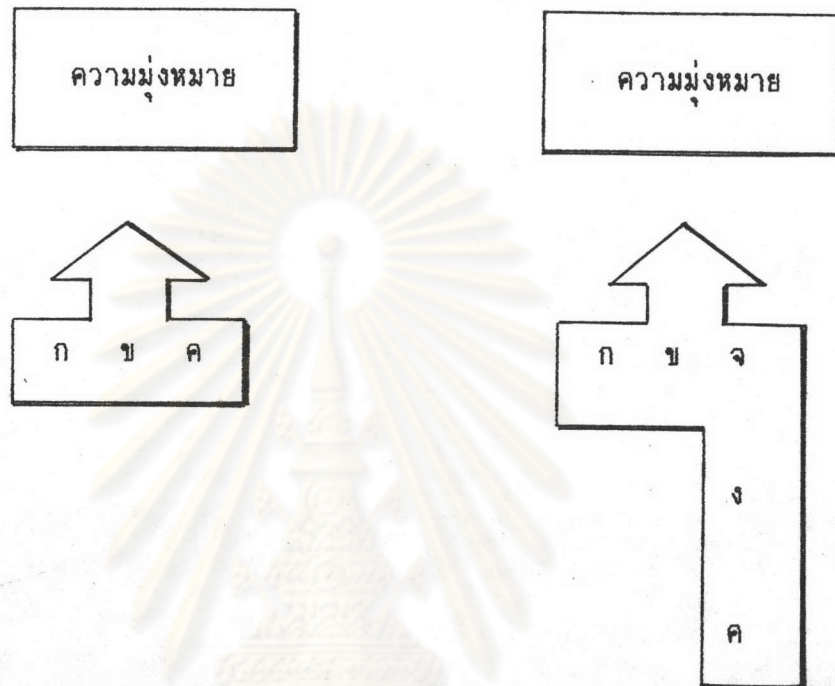 ความมุ่งหมาย
ก ข ค
ความมุ่งหมาย
ก ข จ
ง
ค